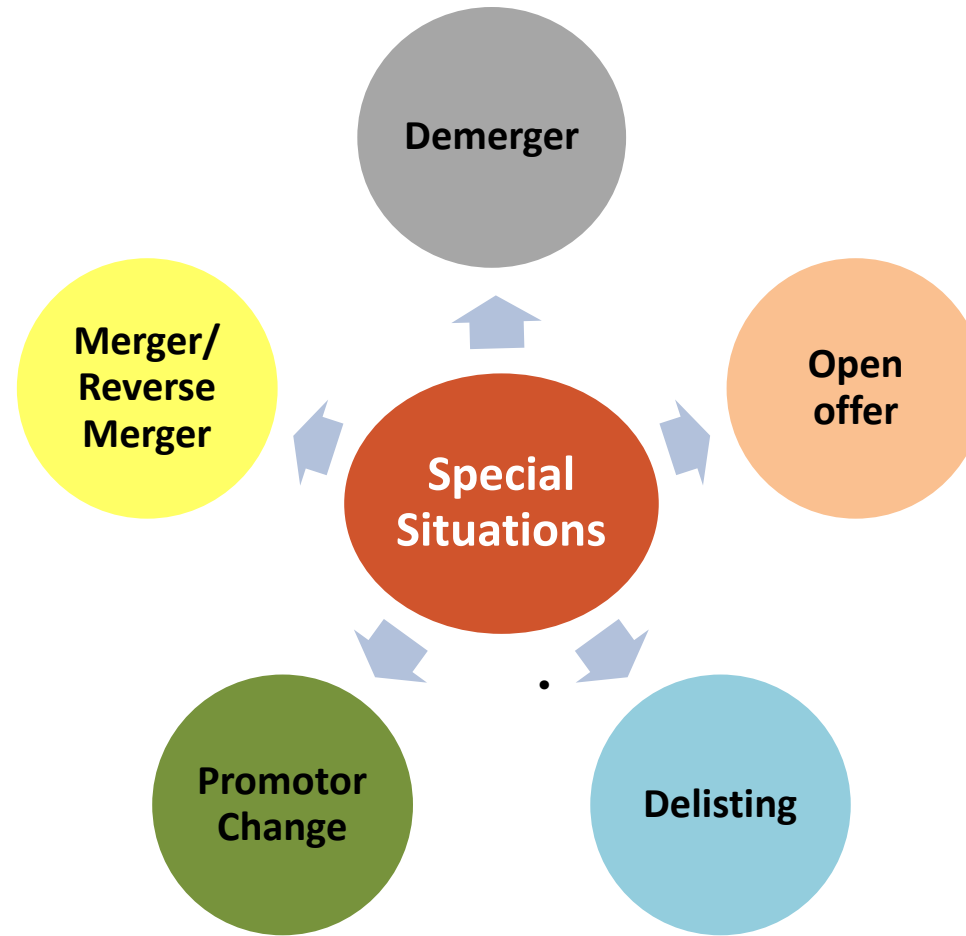 Demerger
Merger/
Reverse
Merger
Open
offer
Special
Situations
.
Promotor
Change
Delisting